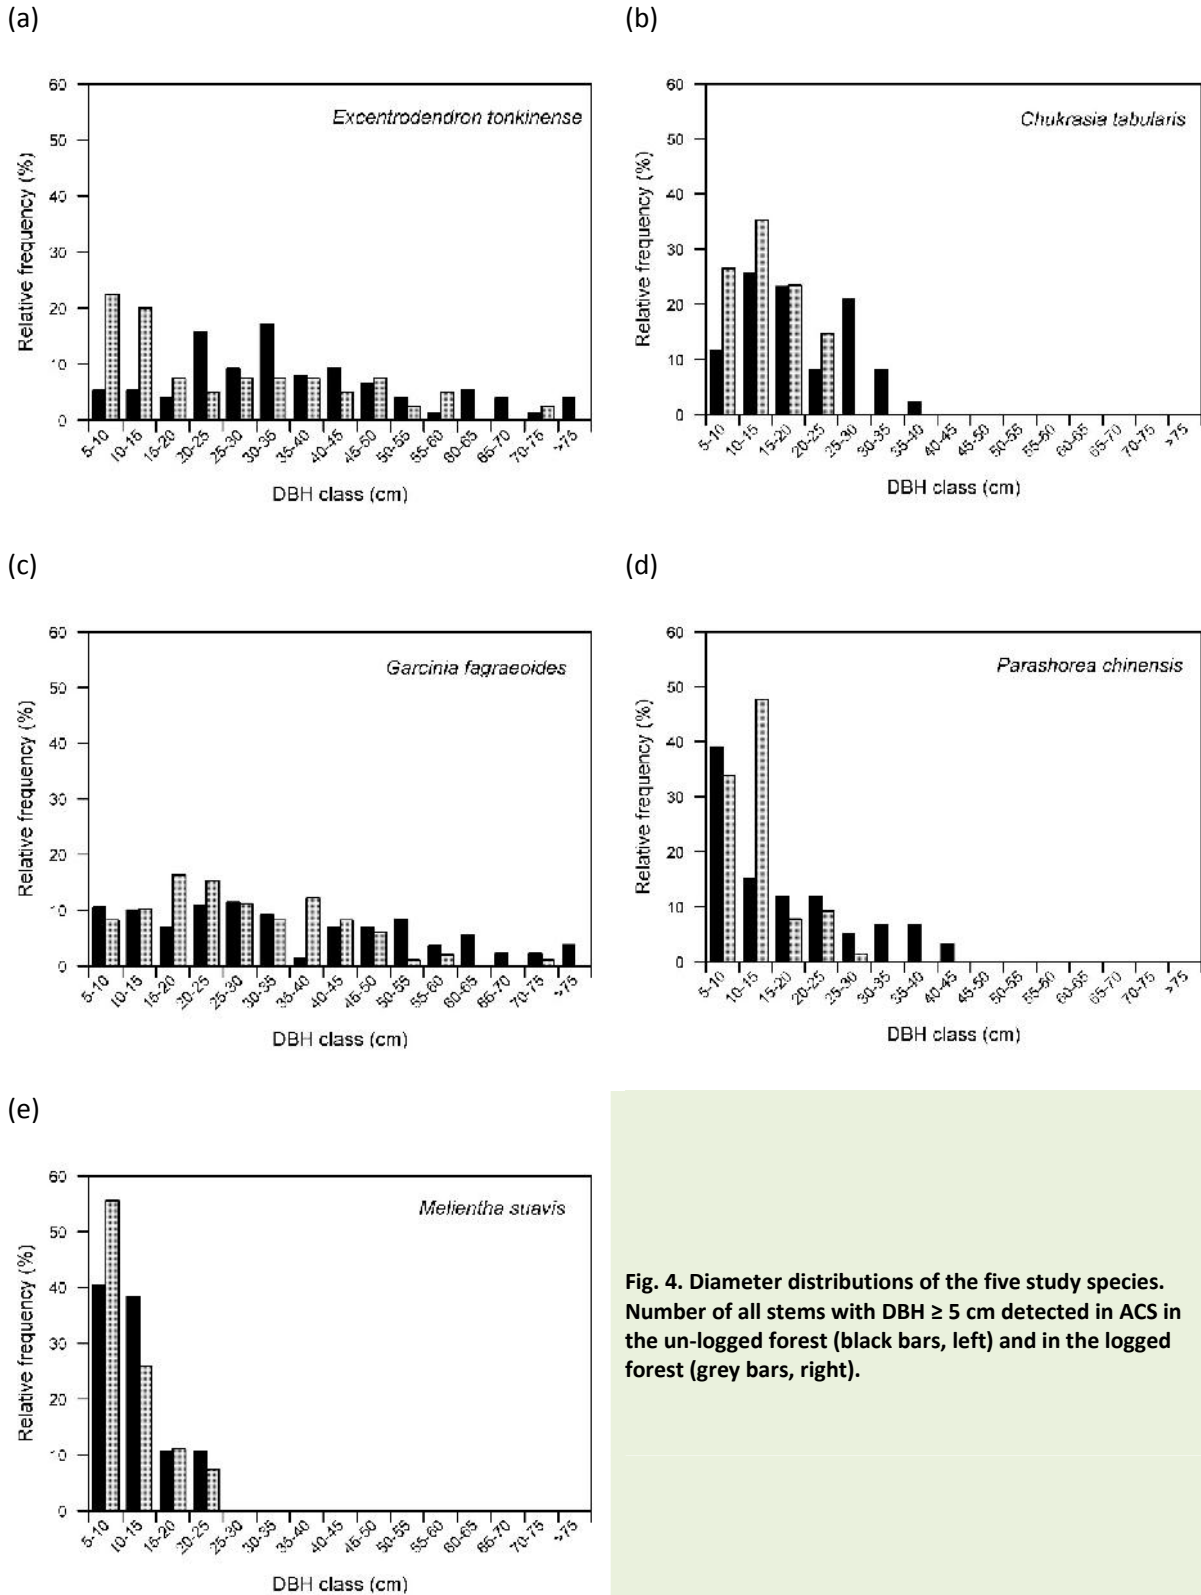 (a)
(b)
60
50
40
30
20
10
0
Relative frequency (%)
Excentrodendron tonkinense
5-10 10-15 15-20 20-25 25-30 30-35 35-40 40-45 45-50 50-55 55-60 60-65 65-70 70-75 >75
DBH class (cm)
60
50
40
30
20
10
0
Relative frequency (%)
Chukrasia tabularis
5-10 10-15 15-20 20-25 25-30 30-35 35-40 40-45 45-50 50-55 55-60 60-65 65-70 70-75 >75
DBH class (cm)
(c)
(d)
60
50
40
30
20
10
0
Relative frequency (%)
Garcinia fagraeoides
5-10 10-15 15-20 20-25 25-30 30-35 35-40 40-45 45-50 50-55 55-60 60-65 65-70 70-75 >75
DBH class (cm)
60
50
40
30
20
10
0
Relative frequency (%)
Parashorea chinensis
5-10 10-15 15-20 20-25 25-30 30-35 35-40 40-45 45-50 50-55 55-60 60-65 65-70 70-75 >75
DBH class (cm)
(e)
60
50
40
30
20
10
0
Relative frequency (%)
Melientha suavis
5-10 10-15 15-20 20-25 25-30 30-35 35-40 40-45 45-50 50-55 55-60 60-65 65-70 70-75 >75
DBH class (cm)
Fig. 4. Diameter distributions of the five study species.
Number of all stems with DBH ≥ 5 cm detected in ACS in
the un-logged forest (black bars, left) and in the logged
forest (grey bars, right).